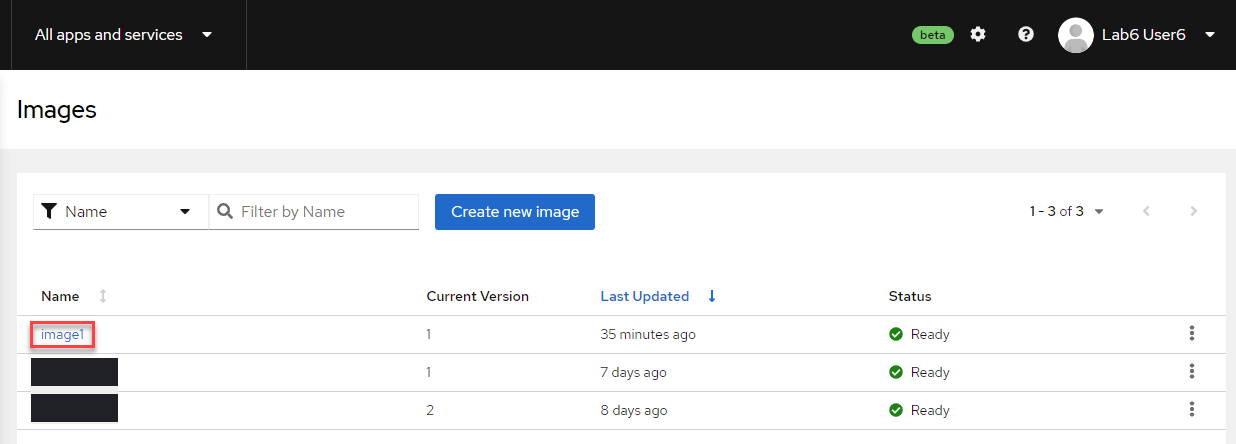 All apps and services beta Lab6 User6
Images
Name Filter by Name Create new image 1 - 3 of 3
Name Current Version Last Updated Status
image1 1 35 minutes ago Ready
1 7 days ago Ready
2 8 days ago Ready